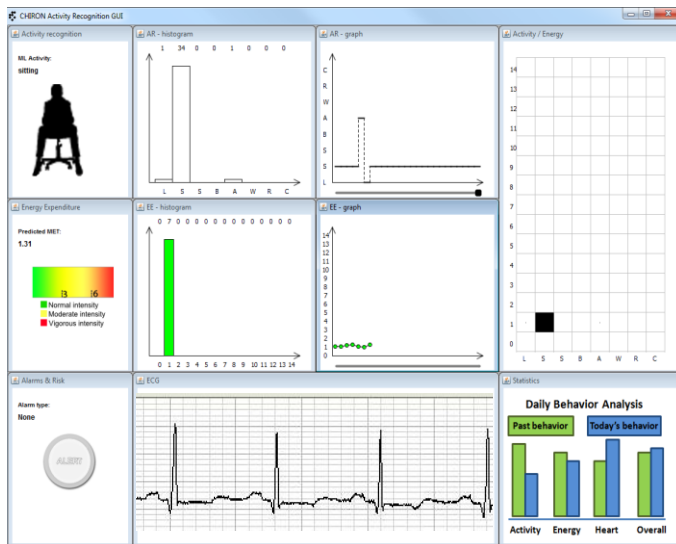 CHIRON Activity Recognition GUI
Activity recognition
ML Activity:
sitting
AR - histogram
1 34 0 0 1 0 0 0
L S S B A W R C
AR - graph
C
R
W
A
B
S
S
L
Activity / Energy
14
13
12
11
10
9
8
7
6
5
4
3
2
1
0
L S S B A W R C
Energy Expenditure
Predicted MET:
1.31
3 6
Normal intensity
Moderate intensity
Vigorous intensity
EE - histogram
0 7 0 0 0 0 0 0 0 0 0 0 0 0 0
0 1 2 3 4 5 6 7 8 9 10 11 12 13 14
EE - graph
14
13
12
11
10
9
8
7
6
5
4
3
2
1
0
Alarms & Risk
Alarm type:
None
ALERT
ECG
Statistics
Daily Behavior Analysis
Past behavior Today's behavior
Activity Energy Heart Overall